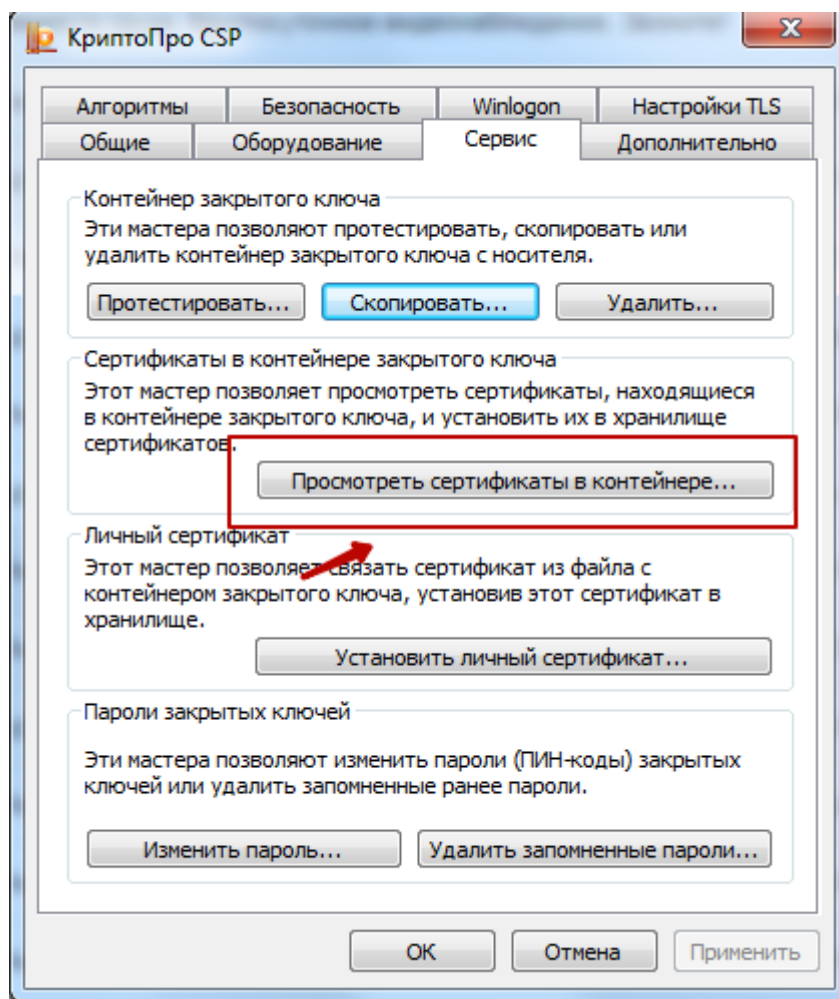 КриптоПро CSP
Алгоритмы Безопасность Winlogon Настройки TLS
Общие Оборудование Сервис Дополнительно
Контейнер закрытого ключа
Эти мастера позволяют протестировать, скопировать или
удалить контейнер закрытого ключа с носителя.
Протестировать... Скопировать... Удалить...
Сертификаты в контейнере закрытого ключа
Этот мастер позволяет просмотреть сертификаты, находящиеся
в контейнере закрытого ключа, и установить их в хранилище
сертификатов.
Просмотреть сертификаты в контейнере...
Личный сертификат
Этот мастер позволяет связать сертификат из файла с
контейнером закрытого ключа, установив этот сертификат в
хранилище.
Установить личный сертификат...
Пароли закрытых ключей
Эти мастера позволяют изменить пароли (ПИН-коды) закрытых
ключей или удалить запомненные ранее пароли.
Изменить пароль... Удалить запомненные пароли...
ОК Отмена Применить